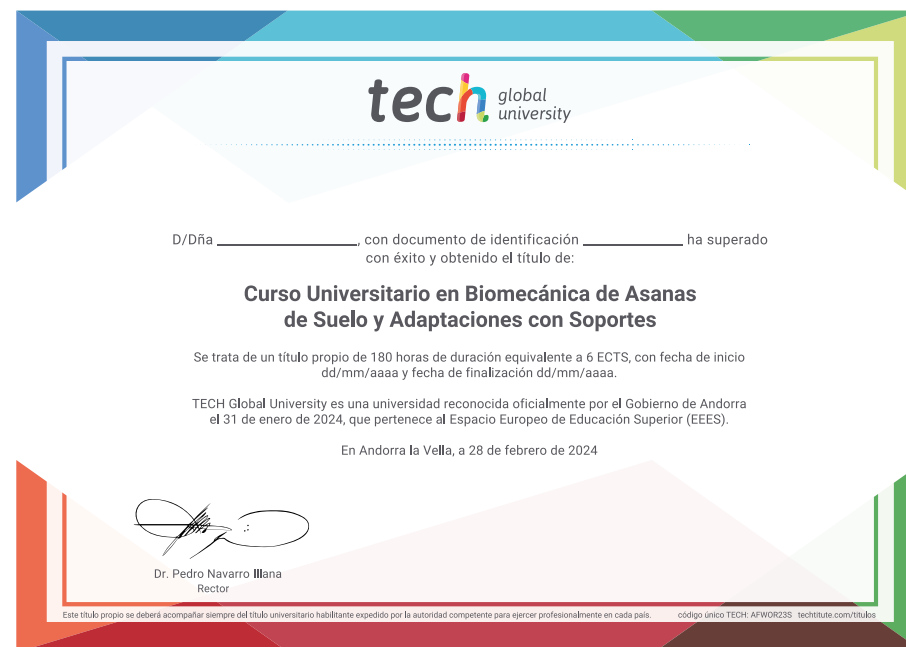 tech global university
D/Dña ____________________, con documento de identificación ______________ ha superado
con éxito y obtenido el título de:
Curso Universitario en Biomecánica de Asanas
de Suelo y Adaptaciones con Soportes
Se trata de un título propio de 180 horas de duración equivalente a 6 ECTS, con fecha de inicio
dd/mm/aaaa y fecha de finalización dd/mm/aaaa.
TECH Global University es una universidad reconocida oficialmente por el Gobierno de Andorra
el 31 de enero de 2024, que pertenece al Espacio Europeo de Educación Superior (EEES).
En Andorra la Vella, a 28 de febrero de 2024
Dr. Pedro Navarro Illana
Rector
Este título propio se deberá acompañar siempre del título universitario habilitante expedido por la autoridad competente para ejercer profesionalmente en cada país. código único TECH: AFWOR23S techtitute.com/titulos